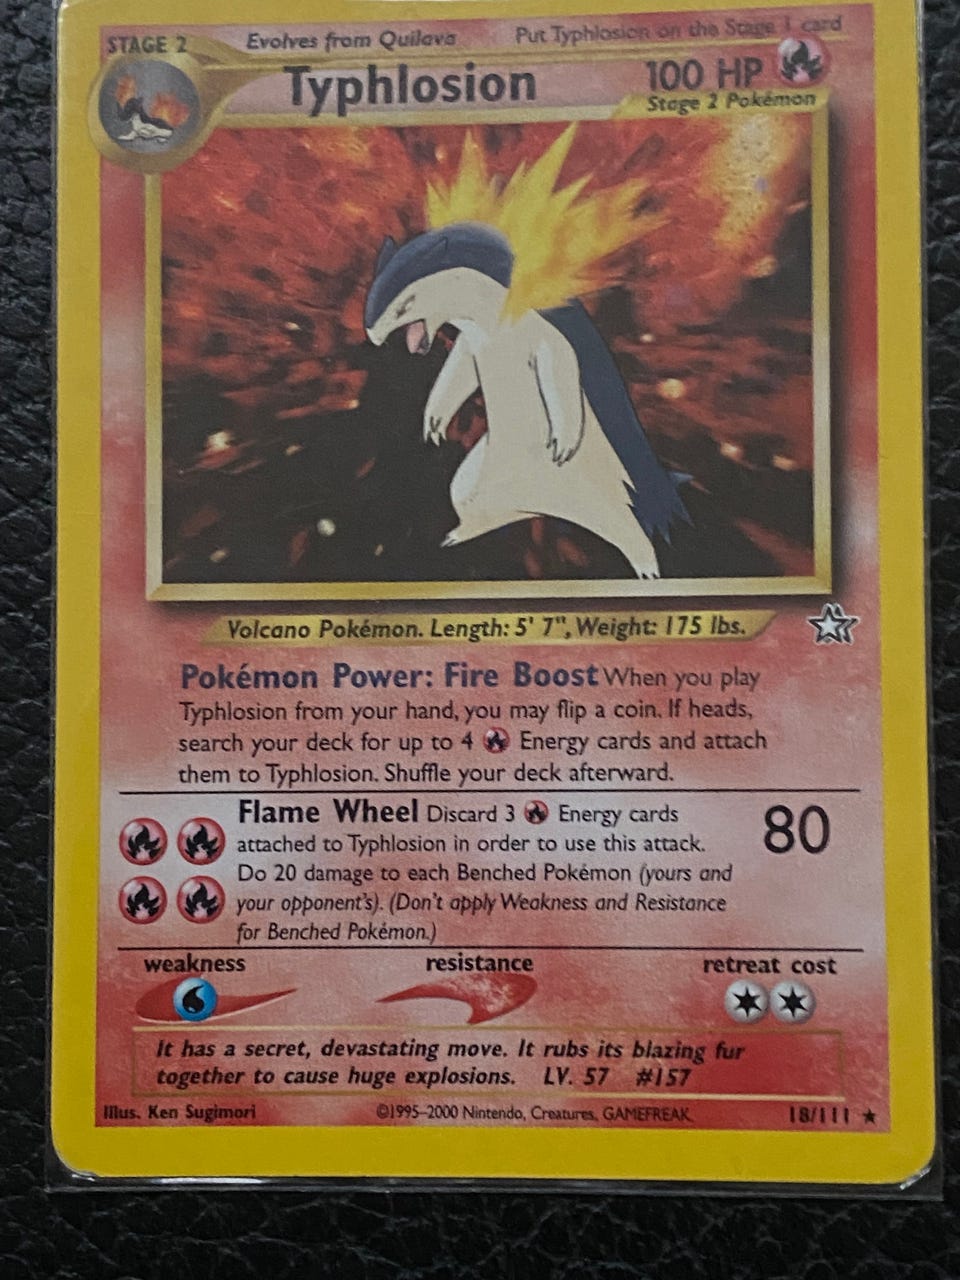 STAGE 2 Evolves from Quilava Put Typhlosion on the Stage 1 card
Typhlosion 100 HP
Stage 2 Pokémon
Volcano Pokémon. Length: 5' 7", Weight: 175 lbs.
Pokémon Power: Fire Boost When you play
Typhlosion from your hand, you may flip a coin. If heads,
search your deck for up to 4 Energy cards and attach
them to Typhlosion. Shuffle your deck afterward.
Flame Wheel Discard 3 Energy cards 80
attached to Typhlosion in order to use this attack.
Do 20 damage to each Benched Pokémon (yours and
your opponent's). (Don't apply Weakness and Resistance
for Benched Pokémon.)
weakness resistance retreat cost
It has a secret, devastating move. It rubs its blazing fur
together to cause huge explosions. LV. 57 #157
Illus. Ken Sugimori ©1995–2000 Nintendo, Creatures, GAMEFREAK. 18/111 ★